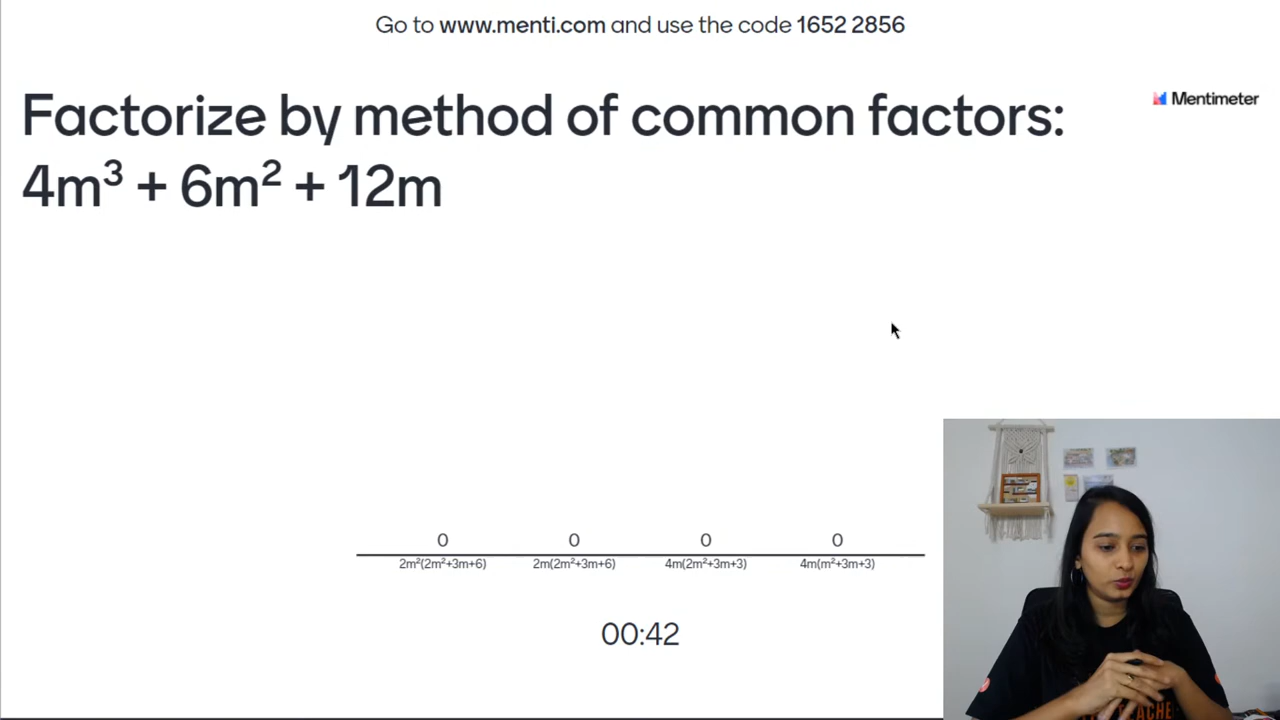 Go to www.menti.com and use the code 1652 2856
Factorize by method of common factors:
4m³ + 6m² + 12m
Mentimeter
0 0 0 0
2m²(2m²+3m+6) 2m(2m²+3m+6) 4m(2m²+3m+3) 4m(m²+3m+3)
00:42